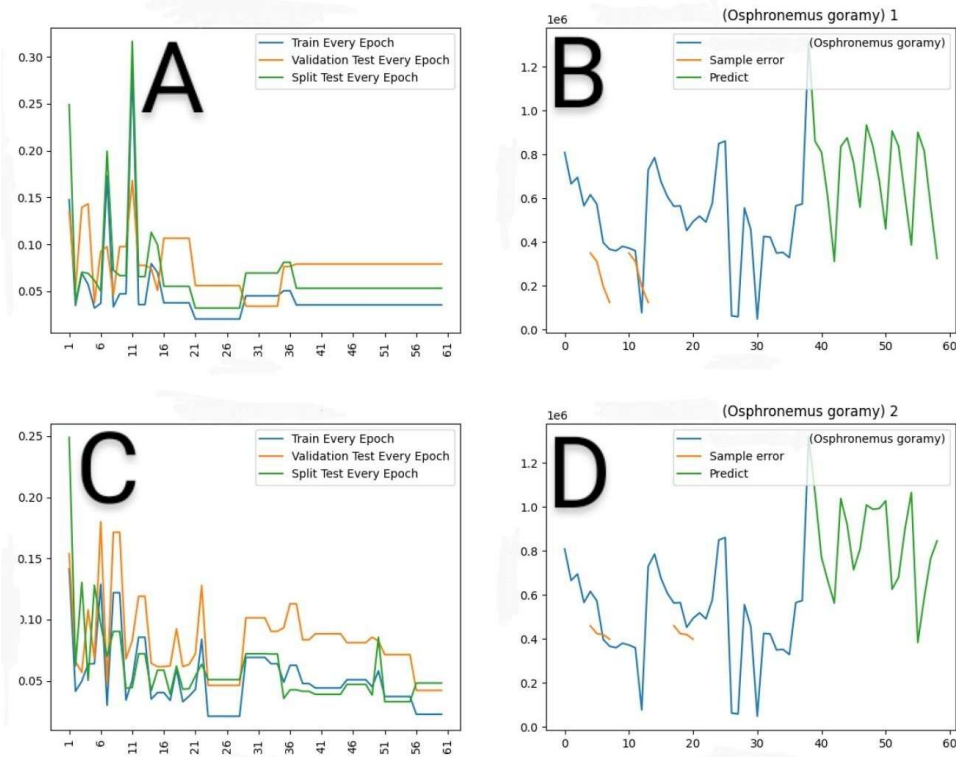 (Osphronemus goramy) 1
1e6
A
B
Train Every Epoch
Validation Test Every Epoch
Split Test Every Epoch
(Osphronemus goramy)
Sample error
Predict
0.30
0.25
0.20
0.15
0.10
0.05
1 6 11 16 21 26 31 36 41 46 51 56 61
1.2
1.0
0.8
0.6
0.4
0.2
0.0
0 10 20 30 40 50 60
(Osphronemus goramy) 2
1e6
C
D
Train Every Epoch
Validation Test Every Epoch
Split Test Every Epoch
(Osphronemus goramy)
Sample error
Predict
0.25
0.20
0.15
0.10
0.05
1 6 11 16 21 26 31 36 41 46 51 56 61
1.2
1.0
0.8
0.6
0.4
0.2
0.0
0 10 20 30 40 50 60